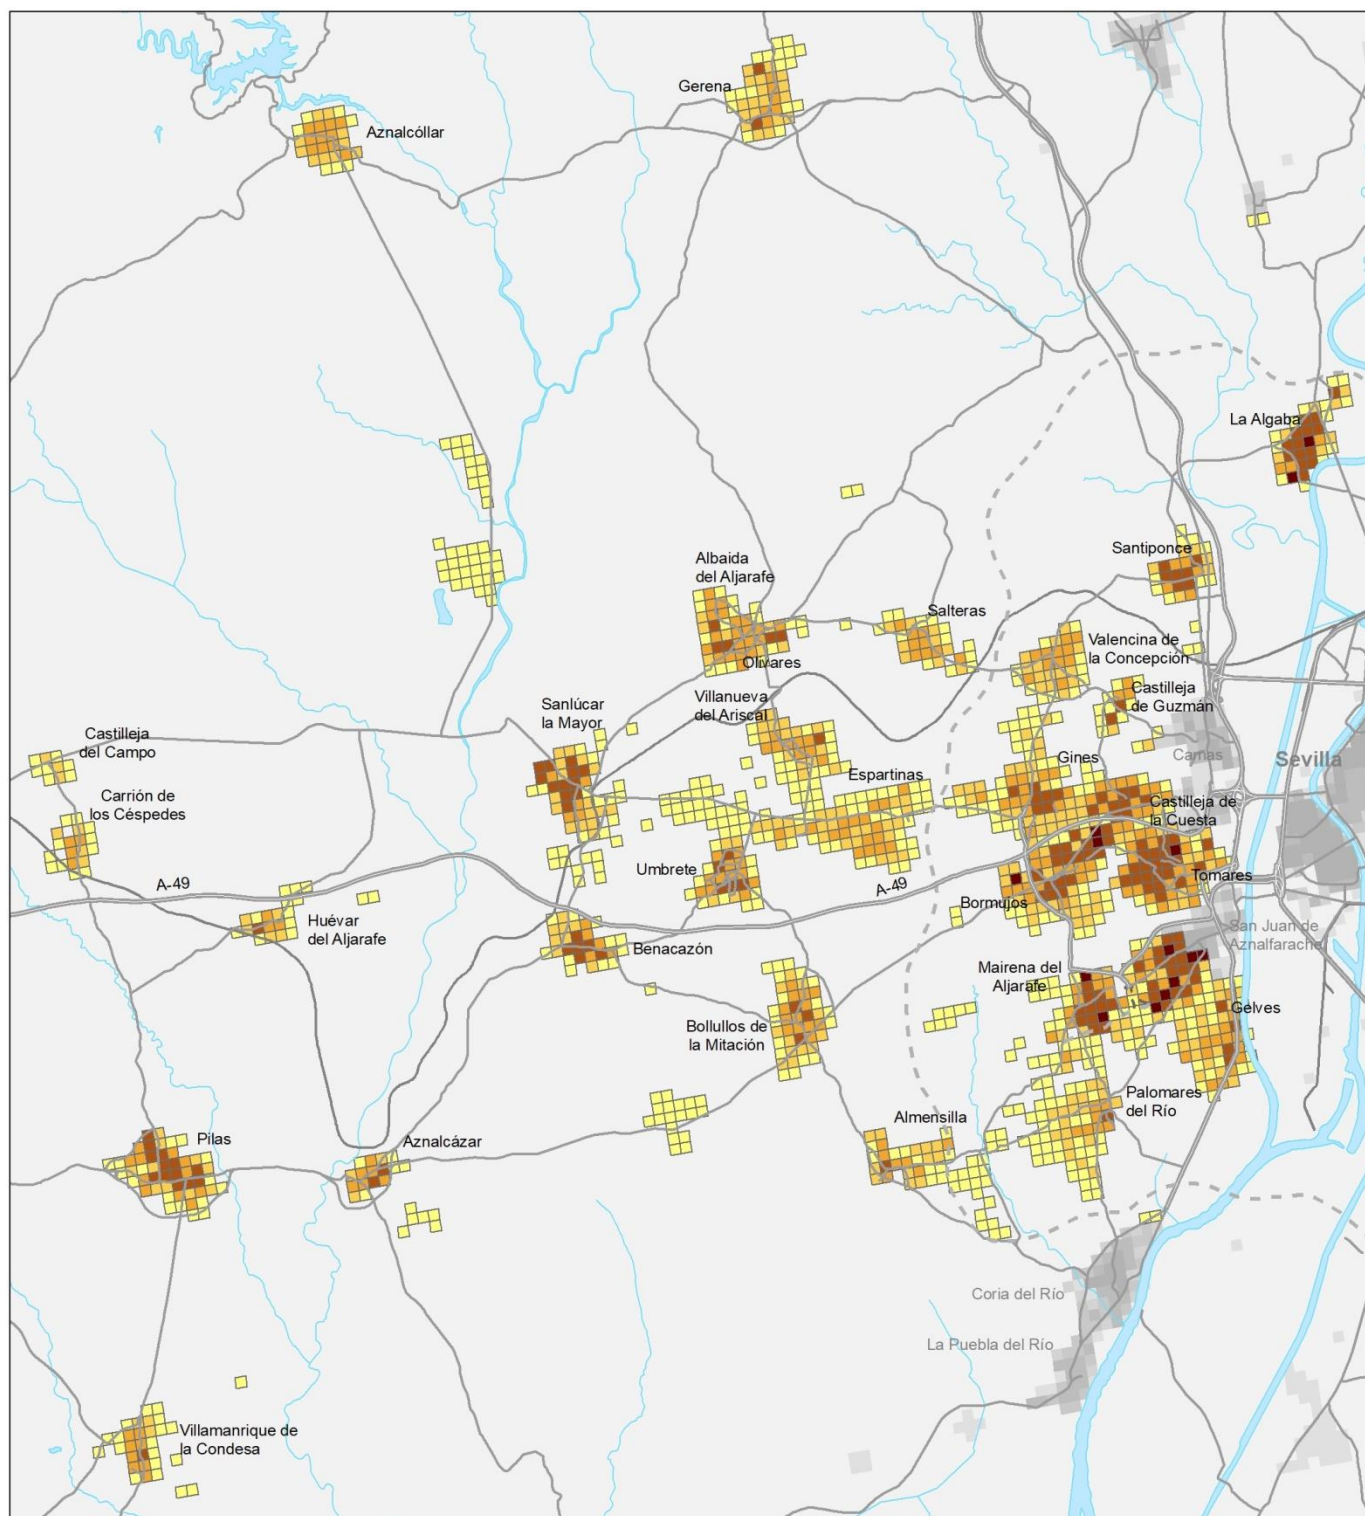 Gerena
Aznalcóllar
La Algaba
Santiponce
Albaida
del Aljarafe
Salteras
Valencina de
la Concepción
Olivares
Castilleja
de Guzmán
Villanueva
del Ariscal
Sanlúcar
la Mayor
Castilleja
del Campo
Camas
Sevilla
Gines
Espartinas
Carrión de
los Céspedes
Castilleja de
la Cuesta
Umbrete
Tomares
A-49
A-49
Bormujos
Huévar
del Aljarafe
San Juan de
Aznalfarache
Benacazón
Mairena del
Aljarafe
Gelves
Bollullos de
la Mitación
Palomares
del Río
Almensilla
Pilas
Aznalcázar
Coria del Río
La Puebla del Río
Villamanrique de
la Condesa